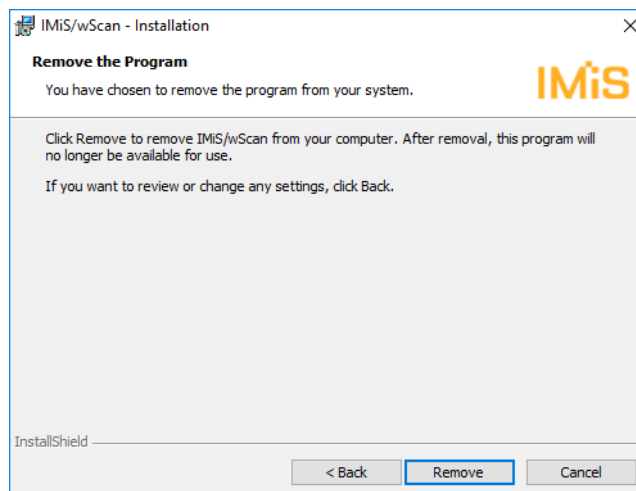 IMiS/wScan - Installation
Remove the Program
You have chosen to remove the program from your system.
IMiS
Click Remove to remove IMiS/wScan from your computer. After removal, this program will
no longer be available for use.
If you want to review or change any settings, click Back.
InstallShield
< Back
Remove
Cancel